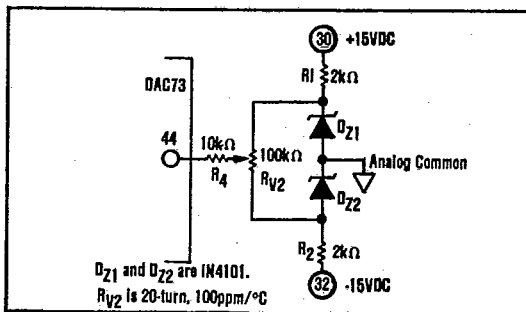 30 +15VDC
R1 2kΩ
DAC73
DZ1
44 10kΩ 100kΩ
R4 RV2
Analog Common
DZ2
R2 2kΩ
DZ1 and DZ2 are IN4101.
RV2 is 20-turn, 100ppm/°C
32 -15VDC